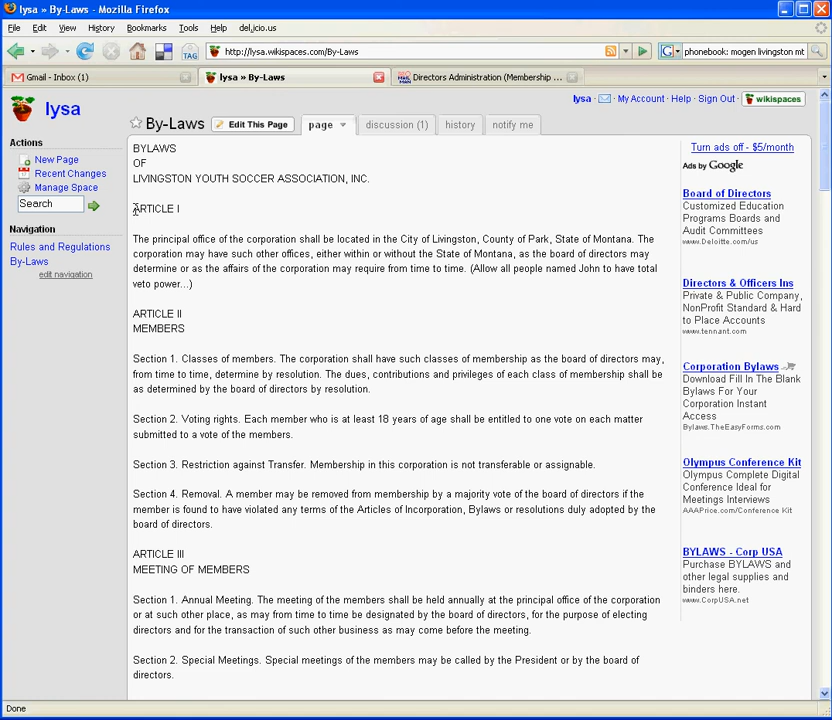 lysa » By-Laws - Mozilla Firefox
File Edit View History Bookmarks Tools Help del.icio.us
TAG http://lysa.wikispaces.com/By-Laws G phonebook: mogen livingston mt
Gmail - Inbox (1) lysa » By-Laws Directors Administration (Membership ...
lysa · My Account · Help · Sign Out · wikispaces
lysa
By-Laws Edit This Page page discussion (1) history notify me
Actions
New Page
Recent Changes
Manage Space
Search
Navigation
Rules and Regulations
By-Laws
edit navigation
BYLAWS
OF
LIVINGSTON YOUTH SOCCER ASSOCIATION, INC.
ARTICLE I
The principal office of the corporation shall be located in the City of Livingston, County of Park, State of Montana. The
corporation may have such other offices, either within or without the State of Montana, as the board of directors may
determine or as the affairs of the corporation may require from time to time. (Allow all people named John to have total
veto power...)
ARTICLE II
MEMBERS
Section 1. Classes of members. The corporation shall have such classes of membership as the board of directors may,
from time to time, determine by resolution. The dues, contributions and privileges of each class of membership shall be
as determined by the board of directors by resolution.
Section 2. Voting rights. Each member who is at least 18 years of age shall be entitled to one vote on each matter
submitted to a vote of the members.
Section 3. Restriction against Transfer. Membership in this corporation is not transferable or assignable.
Section 4. Removal. A member may be removed from membership by a majority vote of the board of directors if the
member is found to have violated any terms of the Articles of Incorporation, Bylaws or resolutions duly adopted by the
board of directors.
ARTICLE III
MEETING OF MEMBERS
Section 1. Annual Meeting. The meeting of the members shall be held annually at the principal office of the corporation
or at such other place, as may from time to time be designated by the board of directors, for the purpose of electing
directors and for the transaction of such other business as may come before the meeting.
Section 2. Special Meetings. Special meetings of the members may be called by the President or by the board of
directors.
Turn ads off - $5/month
Ads by Google
Board of Directors
Customized Education
Programs Boards and
Audit Committees
www.Deloitte.com/us
Directors & Officers Ins
Private & Public Company,
NonProfit Standard & Hard
to Place Accounts
www.tennant.com
Corporation Bylaws
Download Fill In The Blank
Bylaws For Your
Corporation Instant
Access
Bylaws.TheEasyForms.com
Olympus Conference Kit
Olympus Complete Digital
Conference Ideal for
Meetings Interviews
AAAPrice.com/Conference Kit
BYLAWS - Corp USA
Purchase BYLAWS and
other legal supplies and
binders here.
www.CorpUSA.net
Done